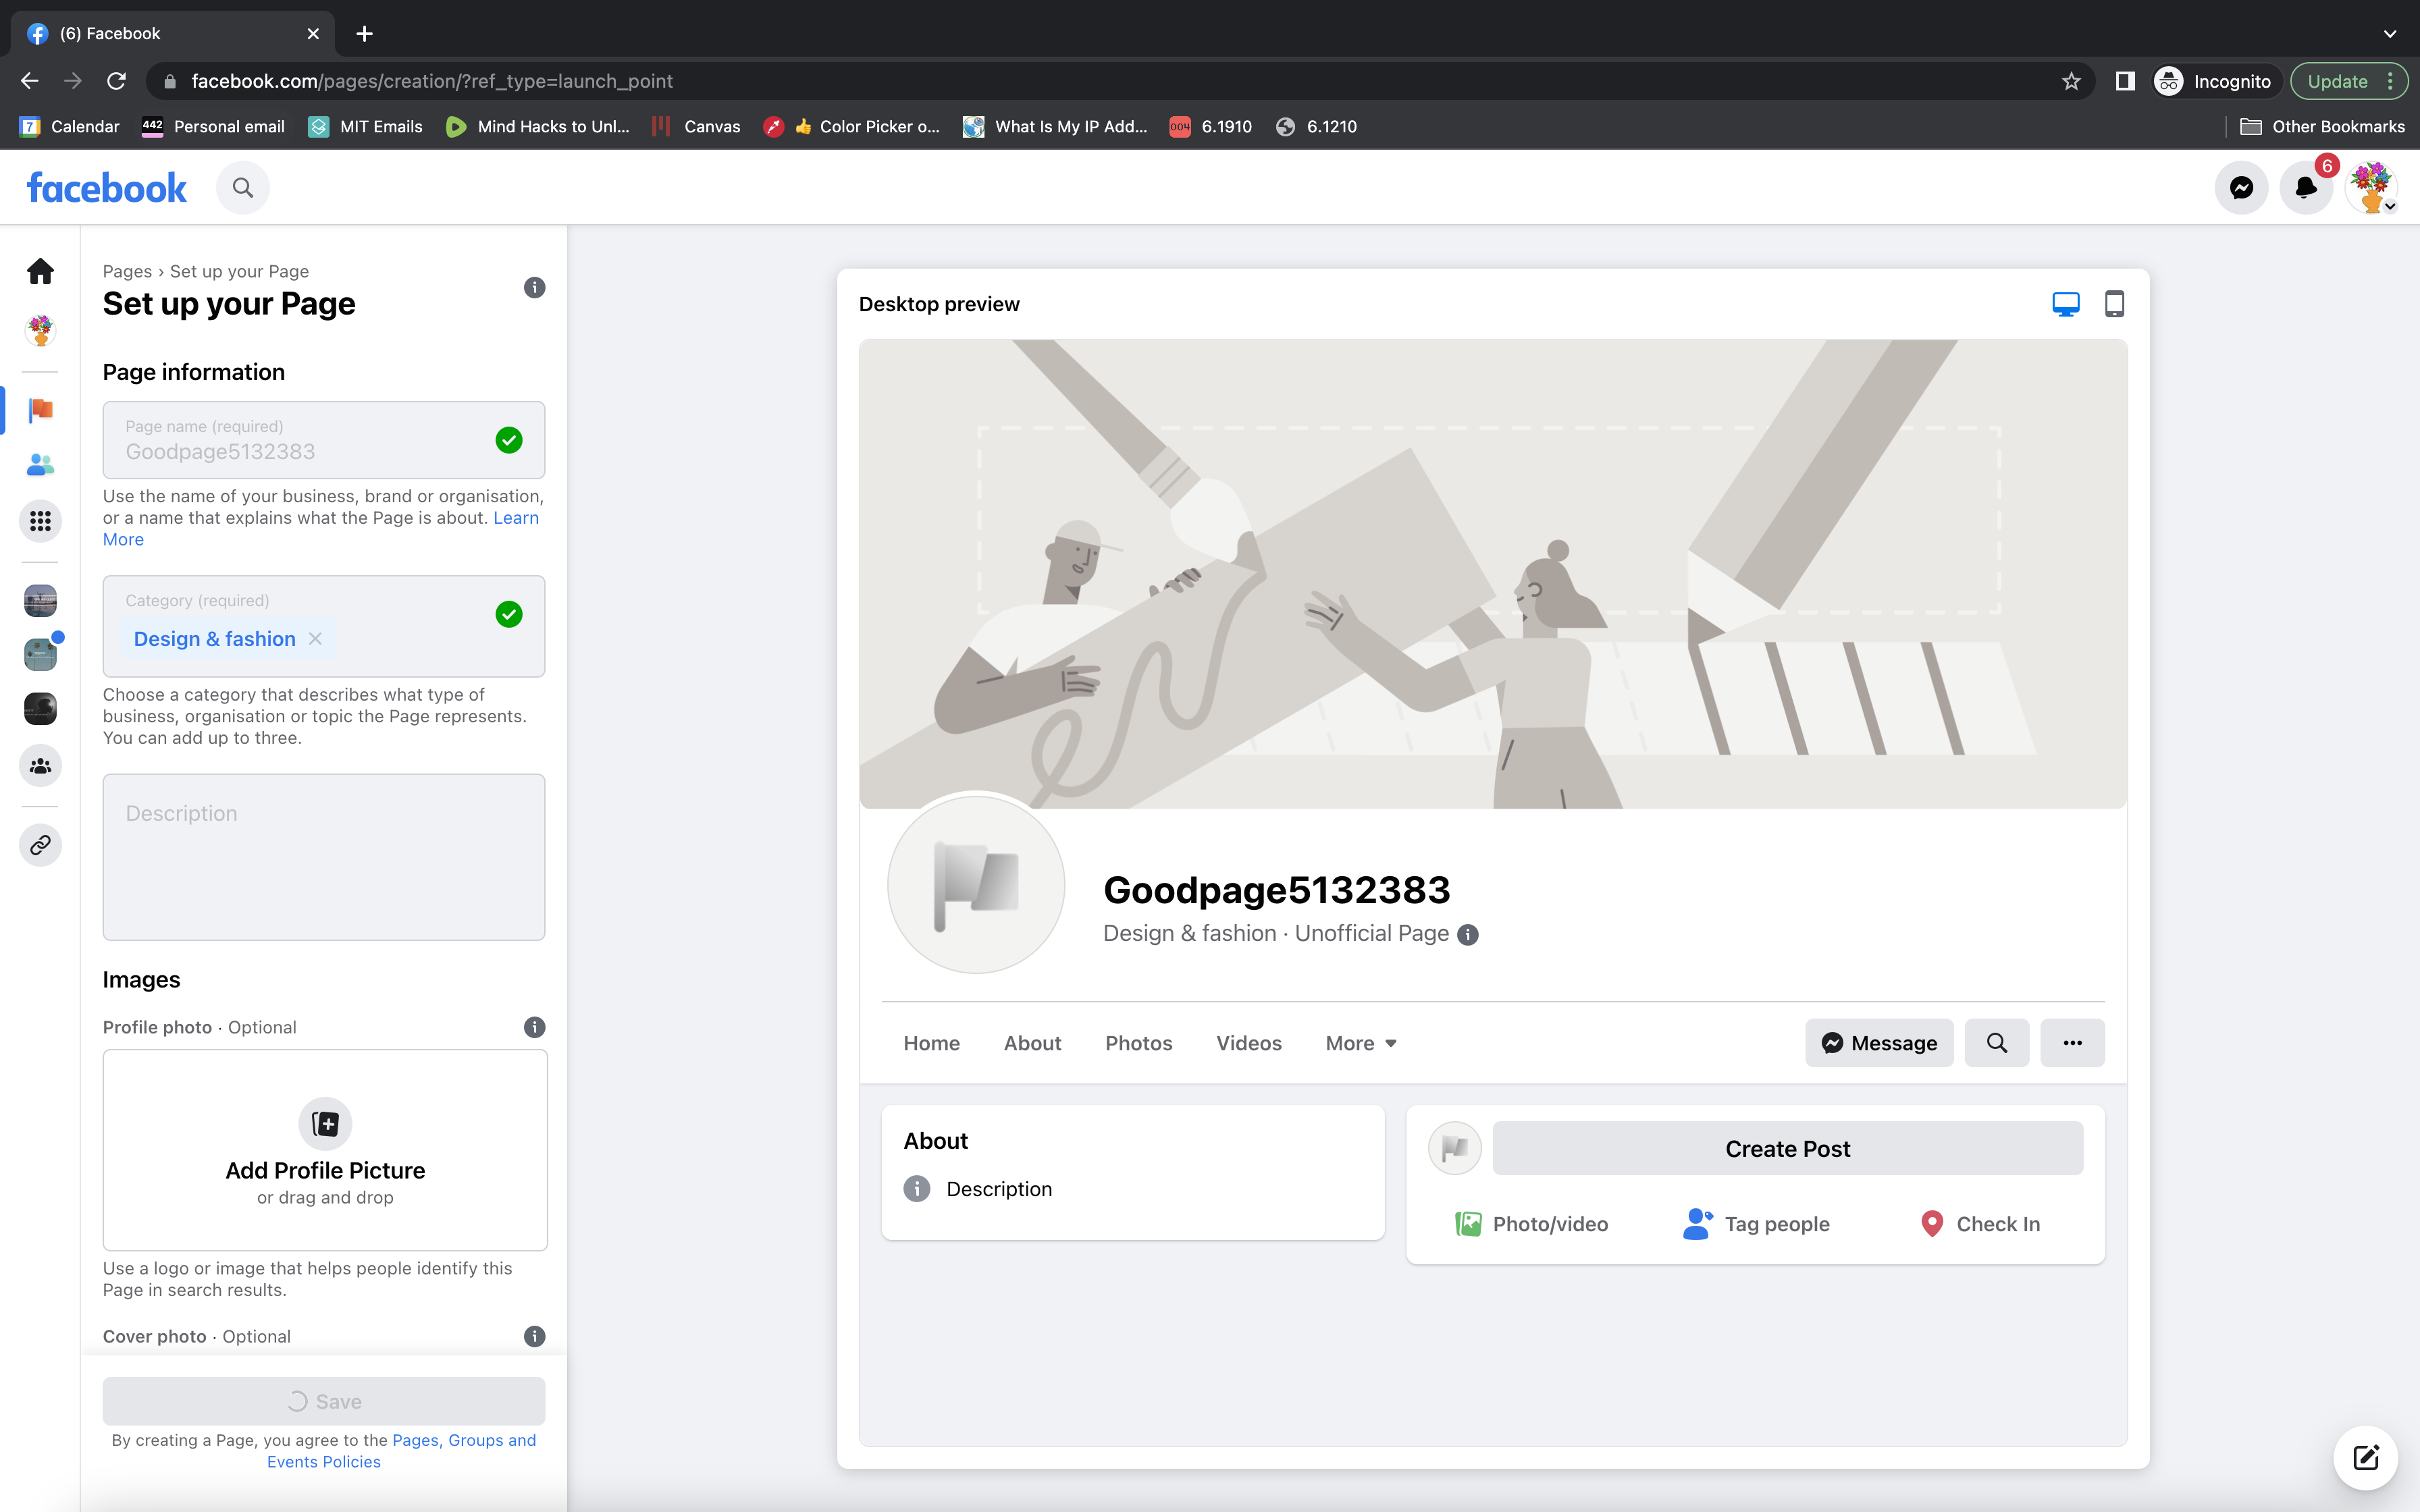 (6) Facebook
facebook.com/pages/creation/?ref_type=launch_point
Incognito
Update
7
Calendar
442
Personal email
MIT Emails
Mind Hacks to Unl...
Canvas
👍 Color Picker o...
What Is My IP Add...
004
6.1910
6.1210
Other Bookmarks
facebook
6
Pages › Set up your Page
Set up your Page
Page information
Page name (required)
Goodpage5132383
Use the name of your business, brand or organisation,
or a name that explains what the Page is about. Learn
More
Category (required)
Design & fashion
Choose a category that describes what type of
business, organisation or topic the Page represents.
You can add up to three.
Description
Images
Profile photo · Optional
Add Profile Picture
or drag and drop
Use a logo or image that helps people identify this
Page in search results.
Cover photo · Optional
Save
By creating a Page, you agree to the Pages, Groups and
Events Policies
Desktop preview
Goodpage5132383
Design & fashion · Unofficial Page
Home
About
Photos
Videos
More
Message
About
Description
Create Post
Photo/video
Tag people
Check In